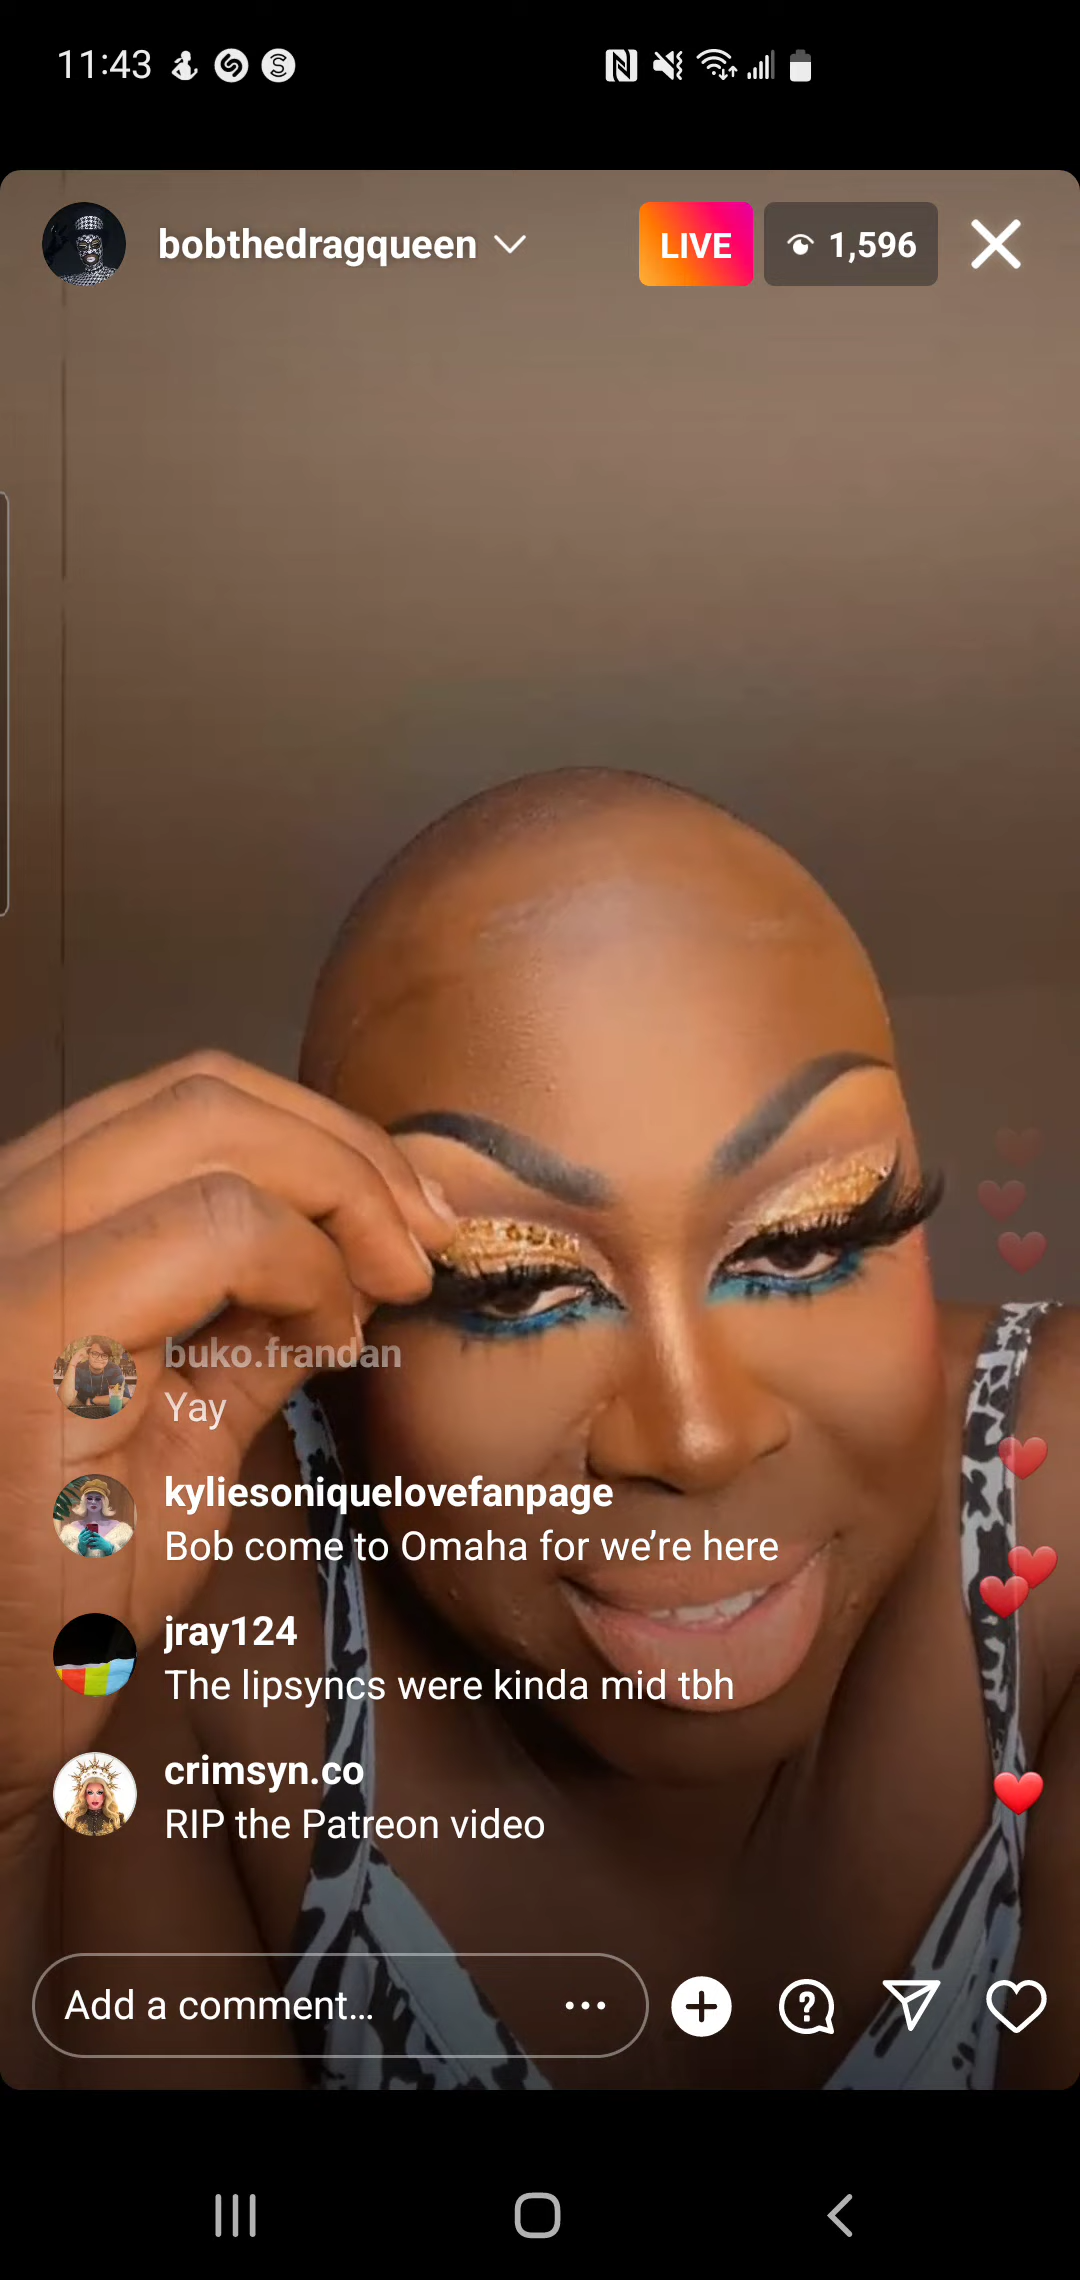 11:43
bobthedragqueen
LIVE
1,596
buko.frandan
Yay
kyliesoniquelovefanpage
Bob come to Omaha for we’re here
jray124
The lipsyncs were kinda mid tbh
crimsyn.co
RIP the Patreon video
Add a comment...